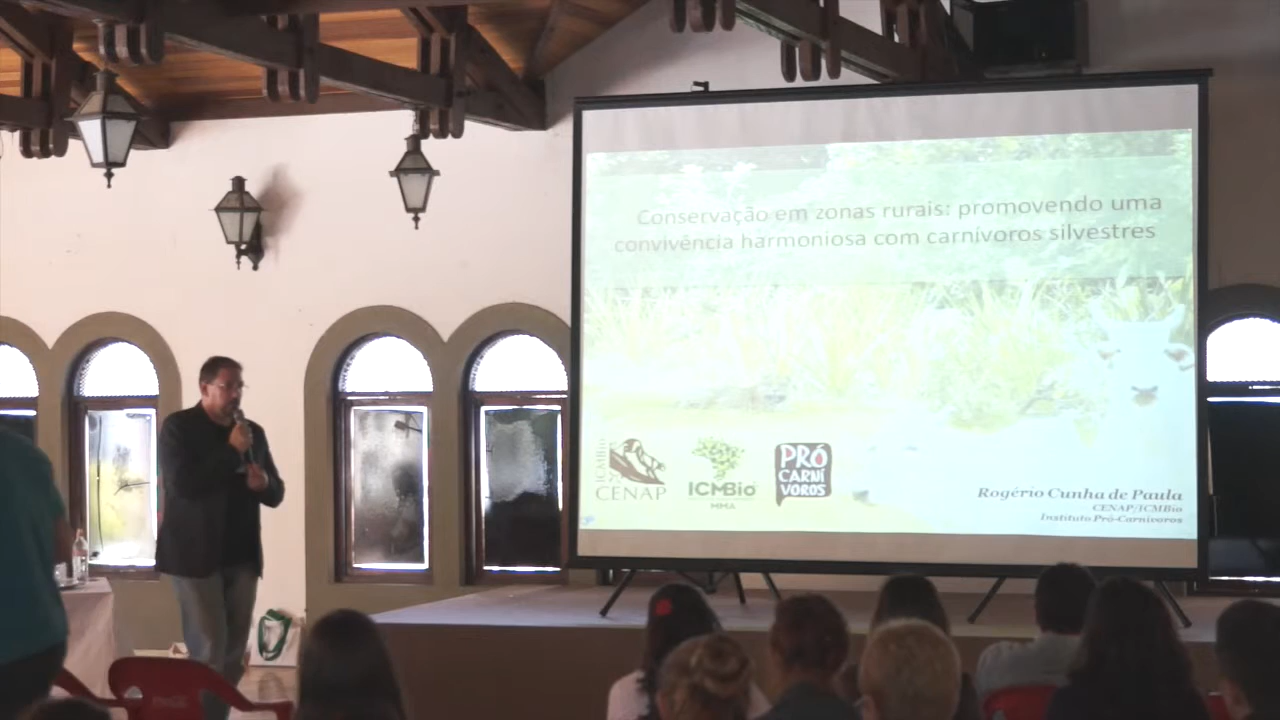 Conservação em zonas rurais: promovendo uma
convivência harmoniosa com carnívoros silvestres
ICMBio
CENAP
ICMBio
MMA
PRÓ
CARNÍ
VOROS
Rogério Cunha de Paula
CENAP/ICMBio
Instituto Pró-Carnívoros